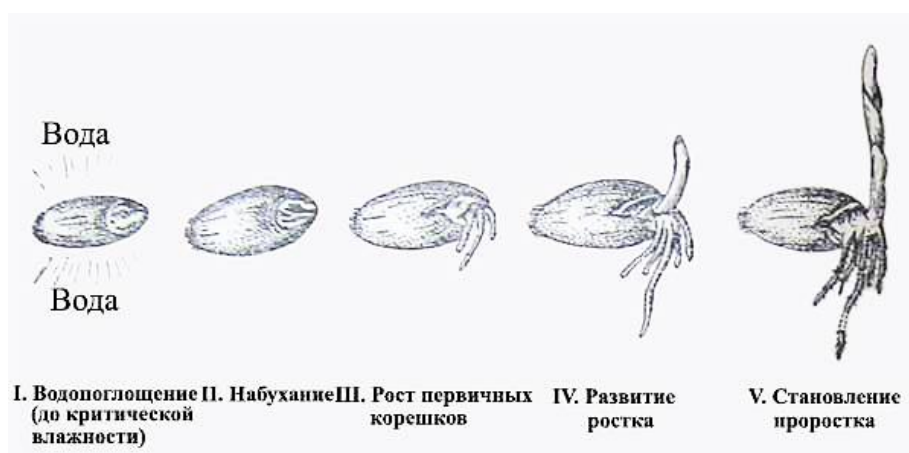 Вода
Вода
I. Водопоглощение
(до критической
влажности)
II. Набухание
III. Рост первичных
корешков
IV. Развитие
ростка
V. Становление
проростка